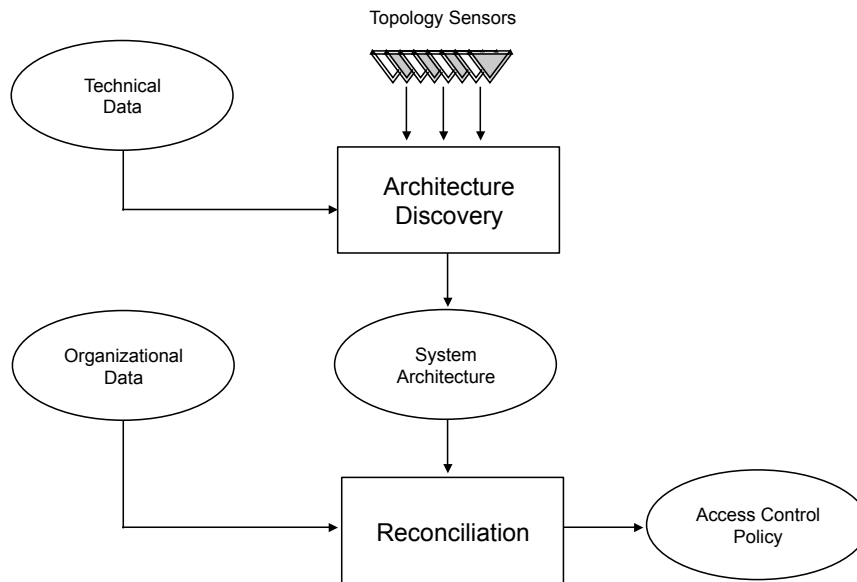 Topology Sensors
Technical
Data
Architecture
Discovery
Organizational
Data
System
Architecture
Reconciliation
Access Control
Policy